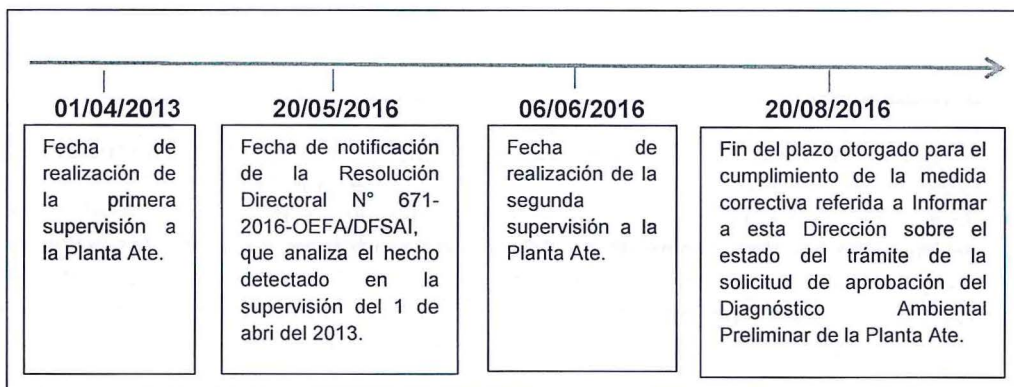 01/04/2013
Fecha de
realización de
la primera
supervisión a
la Planta Ate.
20/05/2016
Fecha de notificación
de la Resolución
Directoral N° 671-
2016-OEFA/DFSAI,
que analiza el hecho
detectado en la
supervisión del 1 de
abri del 2013.
06/06/2016
Fecha de
realización de la
segunda
supervisión a la
Planta Ate.
20/08/2016
Fin del plazo otorgado para el
cumplimiento de la medida
correctiva referida a Informar
a esta Dirección sobre el
estado del trámite de la
solicitud de aprobación del
Diagnóstico Ambiental
Preliminar de la Planta Ate.